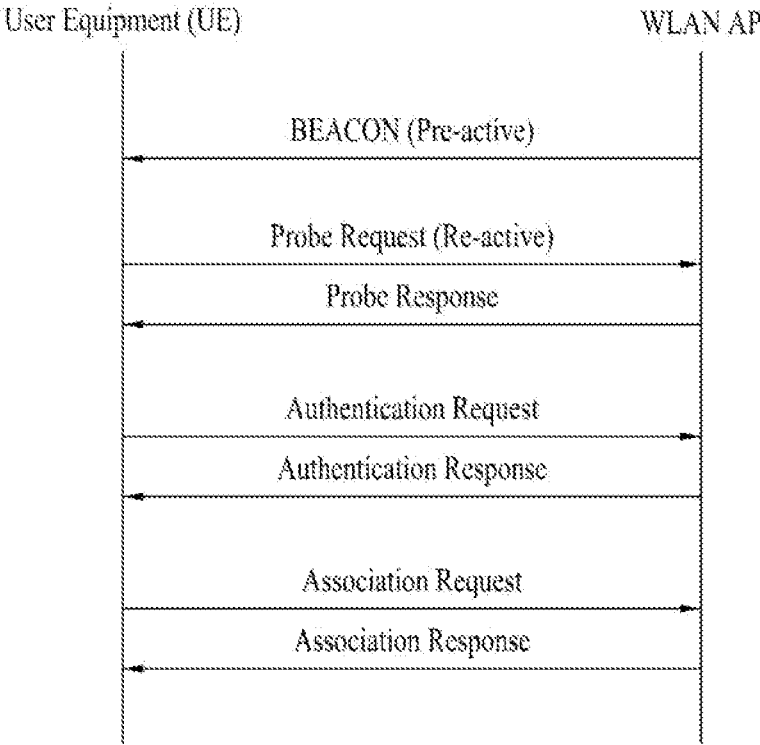 User Equipment (UE)
WLAN AP
BEACON (Pre-active)
Probe Request (Re-active)
Probe Response
Authentication Request
Authentication Response
Association Request
Association Response